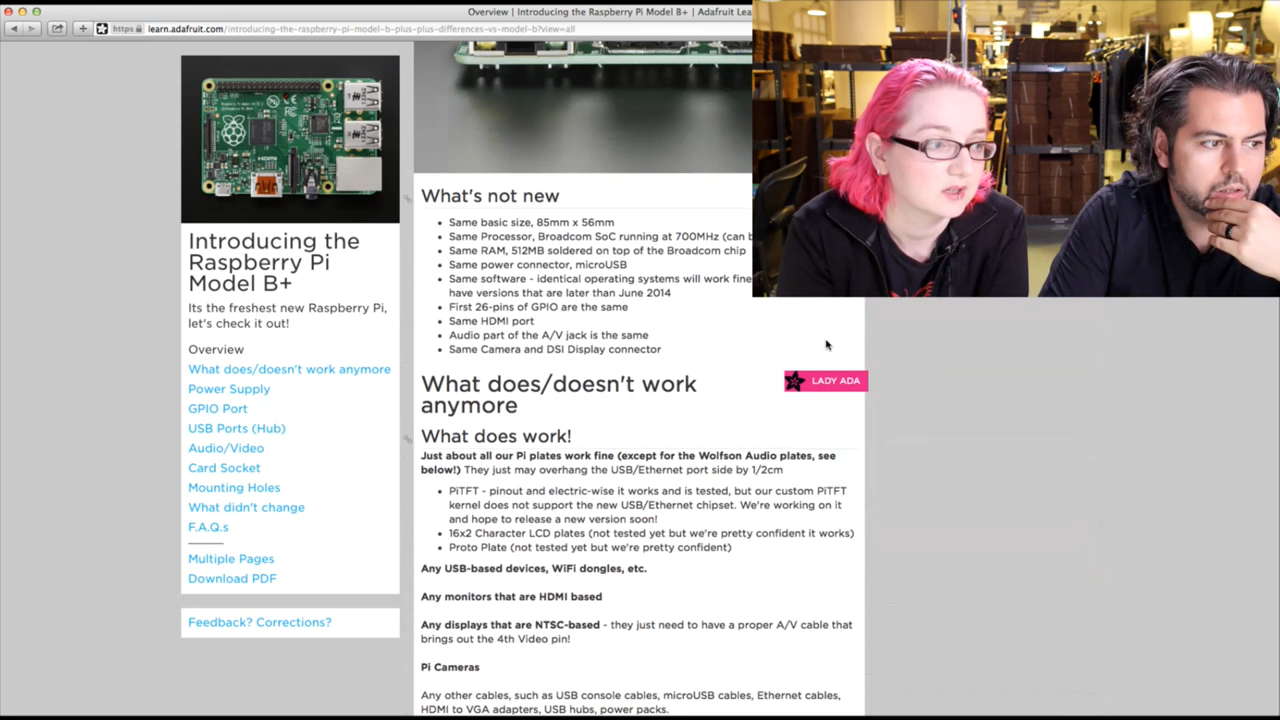 Overview | Introducing the Raspberry Pi Model B+ | Adafruit Lea
https learn.adafruit.com/introducing-the-raspberry-pi-model-b-plus-plus-differences-vs-model-b?view=all
HDMI
Introducing the
Raspberry Pi
Model B+
Its the freshest new Raspberry Pi,
let's check it out!
Overview
What does/doesn't work anymore
Power Supply
GPIO Port
USB Ports (Hub)
Audio/Video
Card Socket
Mounting Holes
What didn't change
F.A.Q.s
Multiple Pages
Download PDF
Feedback? Corrections?
What's not new
• Same basic size, 85mm x 56mm
• Same Processor, Broadcom SoC running at 700MHz (can b
• Same RAM, 512MB soldered on top of the Broadcom chip
• Same power connector, microUSB
• Same software - identical operating systems will work fine
have versions that are later than June 2014
• First 26-pins of GPIO are the same
• Same HDMI port
• Audio part of the A/V jack is the same
• Same Camera and DSI Display connector
What does/doesn't work
anymore
LADY ADA
What does work!
Just about all our Pi plates work fine (except for the Wolfson Audio plates, see
below!) They just may overhang the USB/Ethernet port side by 1/2cm
• PiTFT - pinout and electric-wise it works and is tested, but our custom PiTFT
kernel does not support the new USB/Ethernet chipset. We're working on it
and hope to release a new version soon!
• 16x2 Character LCD plates (not tested yet but we're pretty confident it works)
• Proto Plate (not tested yet but we're pretty confident)
Any USB-based devices, WiFi dongles, etc.
Any monitors that are HDMI based
Any displays that are NTSC-based - they just need to have a proper A/V cable that
brings out the 4th Video pin!
Pi Cameras
Any other cables, such as USB console cables, microUSB cables, Ethernet cables,
HDMI to VGA adapters, USB hubs, power packs.